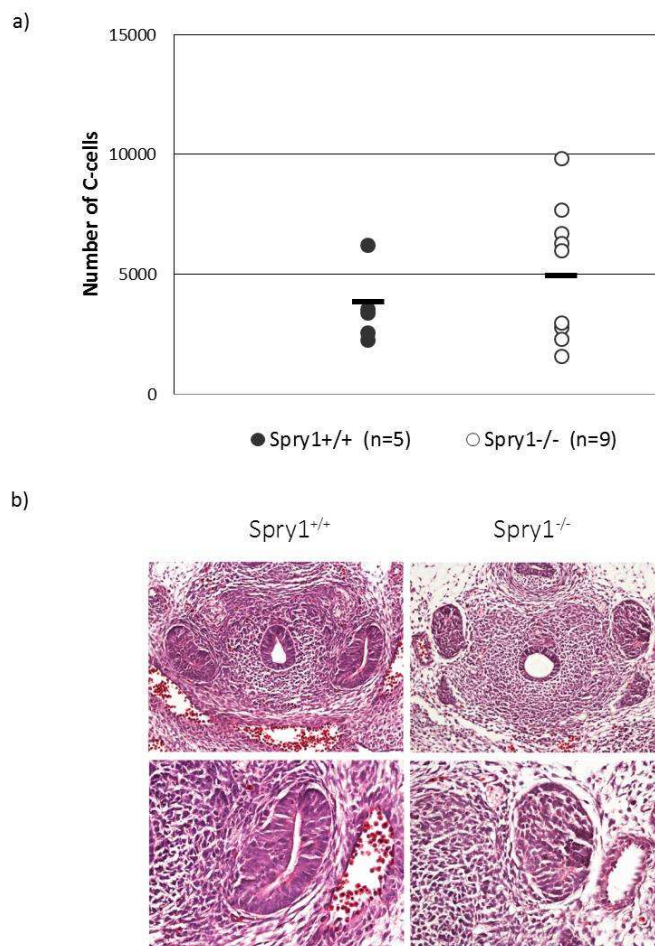 a)
15000
10000
5000
0
Number of C-cells
Spry1+/+ (n=5) Spry1-/- (n=9)
b)
Spry1+/+ Spry1-/-